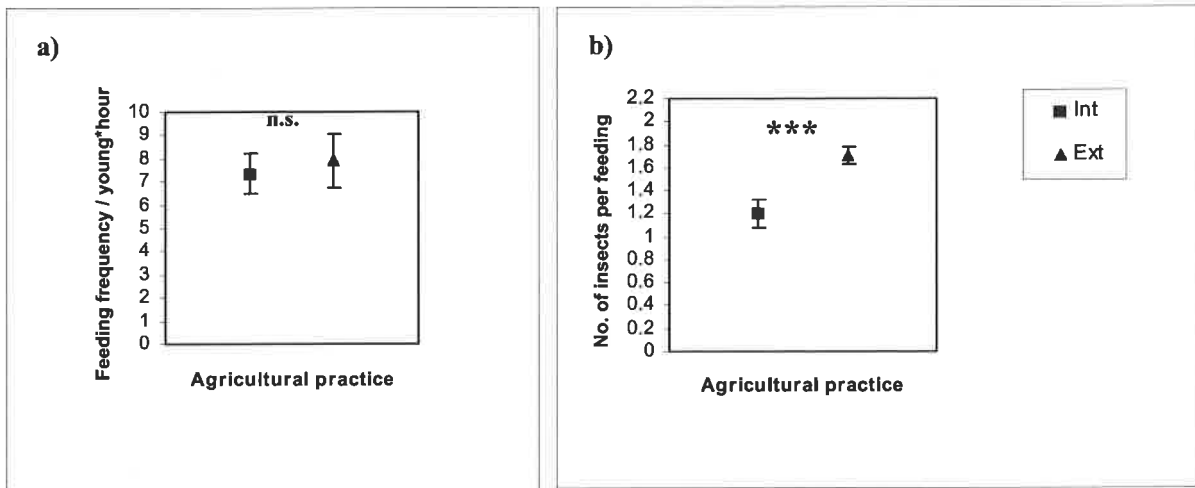 a)
Feeding frequency / young*hour
10
9
8
7
6
5
4
3
2
1
0
n.s.
Agricultural practice
b)
No. of insects per feeding
2,2
2
1,8
1,6
1,4
1,2
1
0,8
0,6
0,4
0,2
0
***
Agricultural practice
Int
Ext